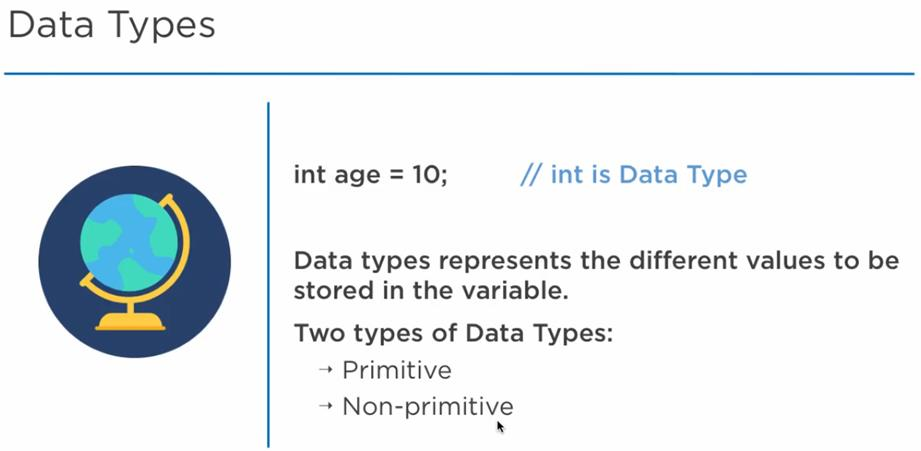 Data Types
int age = 10; // int is Data Type
Data types represents the different values to be
stored in the variable.
Two types of Data Types:
→ Primitive
→ Non-primitive